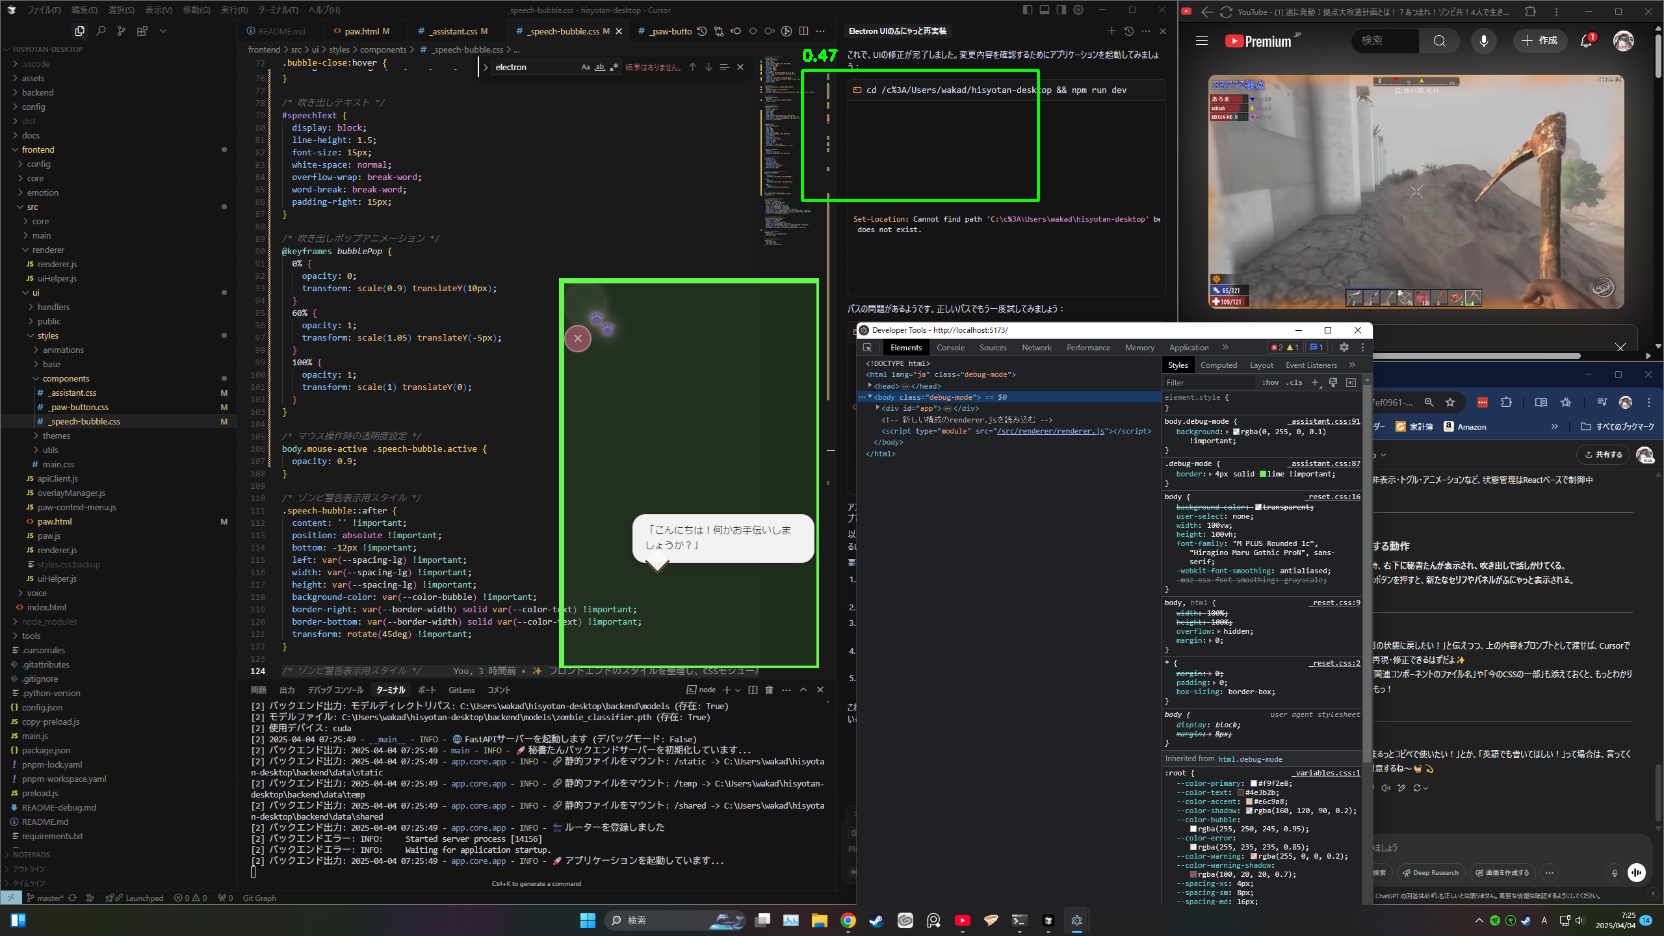 ファイル(F) 編集(E) 選択(S) 表示(V) 移動(G) 実行(R) ターミナル(T) ヘルプ(H)
_speech-bubble.css - hisyotan-desktop - Cursor
HISYOTAN-DESKTOP
.vscode
assets
backend
config
dist
docs
frontend
config
core
emotion
src
core
main
renderer
JS renderer.js
JS uiHelper.js
ui
handlers
public
styles
animations
base
components
# _assistant.css M
# _paw-button.css M
# _speech-bubble.css M
themes
utils
# main.css
JS apiClient.js
JS overlayManager.js
JS paw-context-menu.js
paw.html M
JS paw.js
JS renderer.js
styles.css.backup
JS uiHelper.js
voice
index.html
node_modules
tools
.cursorrules
.gitattributes
.gitignore
.python-version
config.json
copy-preload.js
JS main.js
package.json
pnpm-lock.yaml
pnpm-workspace.yaml
JS preload.js
README-debug.md
README.md
requirements.txt
NOTEPADS
アウトライン
タイムライン
README.md
paw.html M
# _assistant.css M
# _speech-bubble.css M
# _paw-butto
frontend > src > ui > styles > components > # _speech-bubble.css > ...
electron
結果はありません。
72 .bubble-close:hover {
76 }
77
78 /* 吹き出しテキスト */
79 #speechText {
80 display: block;
81 line-height: 1.5;
82 font-size: 15px;
83 white-space: normal;
84 overflow-wrap: break-word;
85 word-break: break-word;
86 padding-right: 15px;
87 }
88
89 /* 吹き出しポップアニメーション */
90 @keyframes bubblePop {
91 0% {
92 opacity: 0;
93 transform: scale(0.9) translateY(10px);
94 }
95 60% {
96 opacity: 1;
97 transform: scale(1.05) translateY(-5px);
98 }
99 100% {
100 opacity: 1;
101 transform: scale(1) translateY(0);
102 }
103 }
104
105 /* マウス操作時の透明度設定 */
106 body.mouse-active .speech-bubble.active {
107 opacity: 0.9;
108 }
109
110 /* ゾンビ警告表示用スタイル */
111 .speech-bubble::after {
112 content: '' !important;
113 position: absolute !important;
114 bottom: -12px !important;
115 left: var(--spacing-lg) !important;
116 width: var(--spacing-lg) !important;
117 height: var(--spacing-lg) !important;
118 background-color: var(--color-bubble) !important;
119 border-right: var(--border-width) solid var(--color-text) !important;
120 border-bottom: var(--border-width) solid var(--color-text) !important;
121 transform: rotate(45deg) !important;
122 }
123
124 /* ゾンビ警告表示用スタイル */ You, 3 時間前 • ✨ フロントエンドのスタイルを整理し、CSSモジュー
「こんにちは！何かお手伝いしま
しょうか？」
問題 出力 デバッグ コンソール ターミナル ポート GitLens コメント
node
[2] バックエンド出力: モデルディレクトリパス: C:\Users\wakad\hisyotan-desktop\backend\models (存在: True)
[2] モデルファイル: C:\Users\wakad\hisyotan-desktop\backend\models\zombie_classifier.pth (存在: True)
[2] 使用デバイス: cuda
[2] 2025-04-04 07:25:49 - __main__ - INFO - 🌐 FastAPIサーバーを起動します (デバッグモード: False)
[2] バックエンド出力: 2025-04-04 07:25:49 - main - INFO - 🚀 秘書たんバックエンドサーバーを初期化しています...
[2] バックエンド出力: 2025-04-04 07:25:49 - app.core.app - INFO - 🔗 静的ファイルをマウント: /static -> C:\Users\wakad\hisyota
n-desktop\backend\data\static
[2] バックエンド出力: 2025-04-04 07:25:49 - app.core.app - INFO - 🔗 静的ファイルをマウント: /temp -> C:\Users\wakad\hisyotan-
desktop\backend\data\temp
[2] バックエンド出力: 2025-04-04 07:25:49 - app.core.app - INFO - 🔗 静的ファイルをマウント: /shared -> C:\Users\wakad\hisyota
n-desktop\backend\data\shared
[2] バックエンド出力: 2025-04-04 07:25:49 - app.core.app - INFO - ルーターを登録しました
[2] バックエンドエラー: INFO: Started server process [14156]
[2] バックエンドエラー: INFO: Waiting for application startup.
[2] バックエンド出力: 2025-04-04 07:25:49 - app.core.app - INFO - 🚀 アプリケーションを起動しています...
Ctrl+K to generate a command
master* Launchpad 0 0 0 Git Graph
Electron UIのふにゃっと再実装
これで、UIの修正が完了しました。変更内容を確認するためにアプリケーションを起動してみましょ
う：
0.47
cd /c%3A/Users/wakad/hisyotan-desktop && npm run dev
Set-Location: Cannot find path 'C:\c%3A\Users\wakad\hisyotan-desktop' be
does not exist.
パスの問題があるようです。正しいパスでもう一度試してみましょう：
Developer Tools - http://localhost:5173/
Elements Console Sources Network Performance Memory Application » 2 1 1
<!DOCTYPE html>
<html lang="ja" class="debug-mode">
<head>…</head>
<body class="debug-mode"> == $0
<div id="app">…</div>
<!-- 新しい構成のrenderer.jsを読み込む -->
<script type="module" src="/src/renderer/renderer.js"></script>
</body>
</html>
Styles Computed Layout Event Listeners »
Filter :hov .cls
element.style {
}
body.debug-mode { _assistant.css:91
background: rgba(0, 255, 0, 0.1)
!important;
}
.debug-mode { _assistant.css:87
border: 4px solid lime !important;
}
body { _reset.css:16
background-color: transparent;
user-select: none;
width: 100vw;
height: 100vh;
font-family: "M PLUS Rounded 1c",
"Hiragino Maru Gothic ProN", sans-
serif;
-webkit-font-smoothing: antialiased;
-moz-osx-font-smoothing: grayscale;
}
body, html { _reset.css:9
width: 100%;
height: 100%;
overflow: hidden;
margin: 0;
}
* { _reset.css:2
margin: 0;
padding: 0;
box-sizing: border-box;
}
body { user agent stylesheet
display: block;
margin: 8px;
}
Inherited from html.debug-mode
:root { _variables.css:1
--color-primary: #f9f2e8;
--color-text: #4e3b2b;
--color-accent: #e6c9a8;
--color-shadow: rgba(160, 120, 90, 0.2);
--color-bubble:
rgba(255, 250, 245, 0.95);
--color-error:
rgba(255, 235, 235, 0.85);
--color-warning: rgba(255, 0, 0, 0.2);
--color-warning-shadow:
rgba(100, 20, 20, 0.7);
--spacing-xs: 4px;
--spacing-sm: 8px;
--spacing-md: 16px;
Premium JP
検索
作成
1
65/121
109/121
7ef0961-...
家計簿
Amazon
すべてのブックマーク
共有する
非表示・トグル・アニメーションなど、状態管理はReactベースで制御中
する動作
時、右下に秘書たんが表示され、吹き出しで話しかけてくる。
ボタンを押すと、新たなセリフやパネルがふにゃっと表示される。
の状態に戻したい！」と伝えつつ、上の内容をプロンプトとして渡せば、Cursorで
再現・修正できるはずだよ✨
「関連コンポーネントのファイル名」や「今のCSSの一部」も添えておくと、もっとわかり
もっ！
まるっとコピペで使いたい！」とか、「英語でも書いてほしい！」って場合は、言ってく
意するね〜
ましょう
検索
Deep Research
画像を作成する
ChatGPT の回答は必ずしも正しいとは限りません。重要な情報は確認するようにしてください。
検索
A
7:25
2025/04/04
14